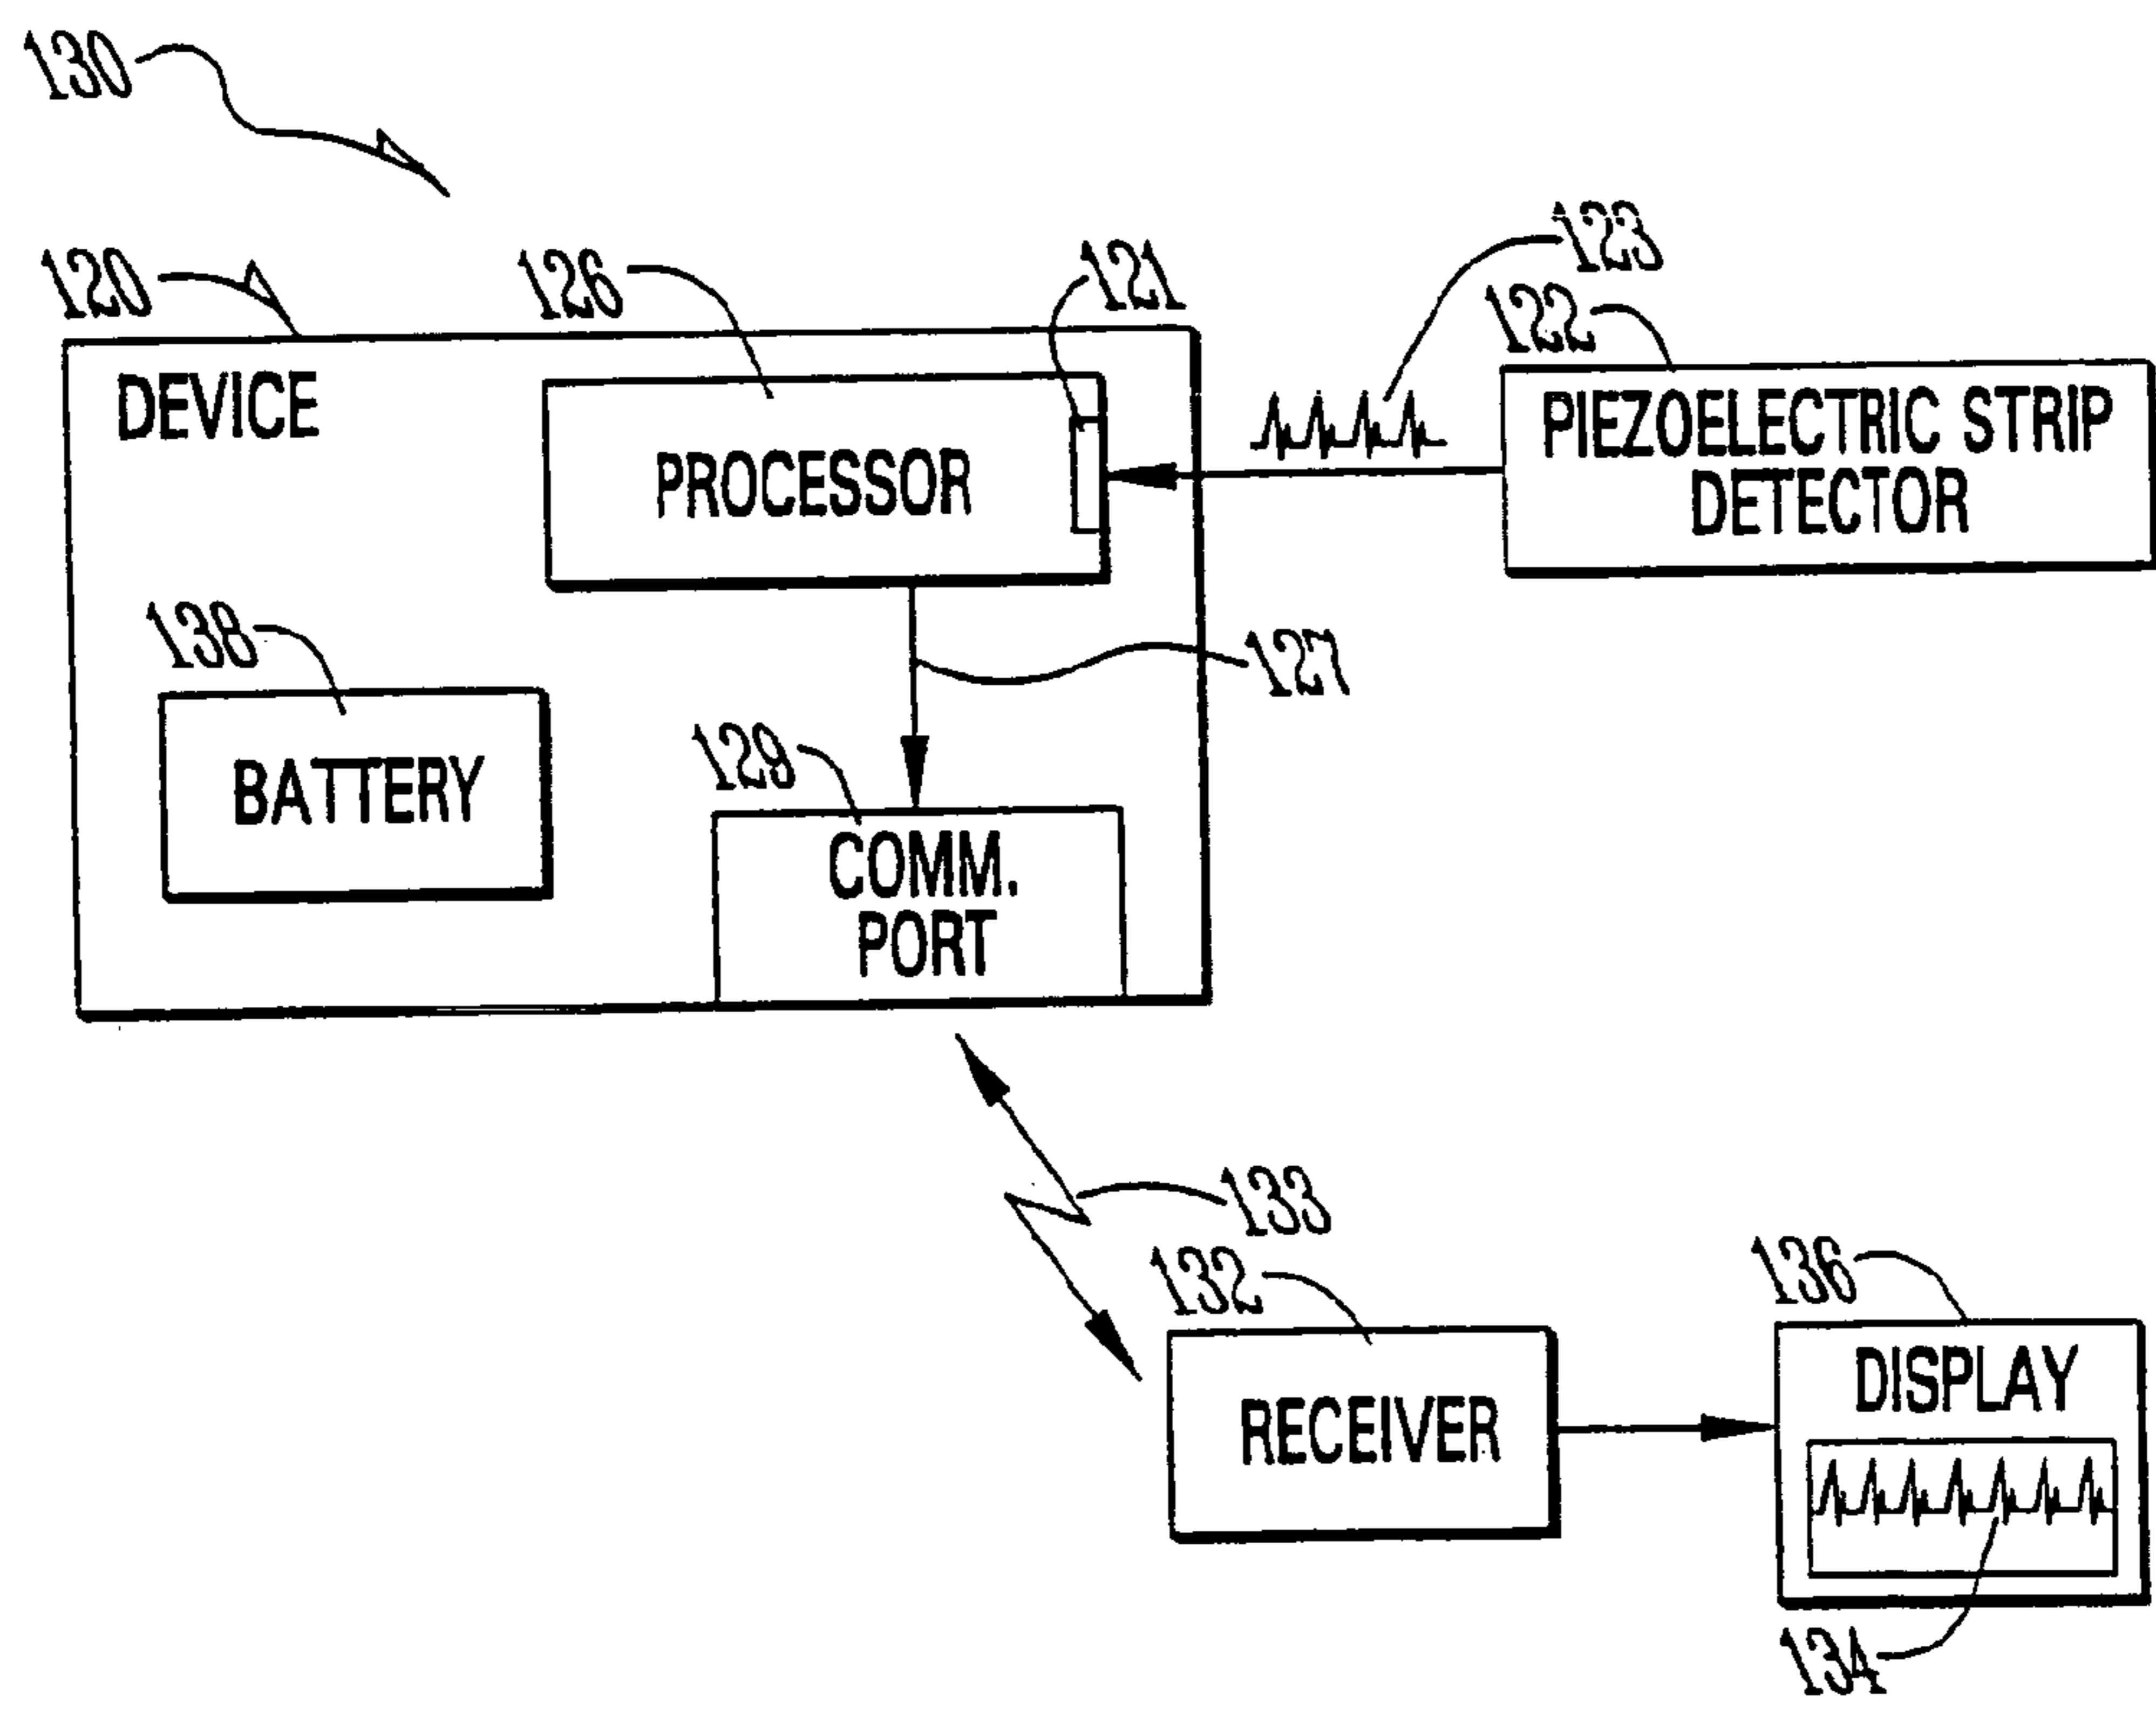 130
120
126
121
123
122
DEVICE
PROCESSOR
PIEZOELECTRIC STRIP
DETECTOR
138
127
BATTERY
129
COMM.
PORT
133
132
136
RECEIVER
DISPLAY
134